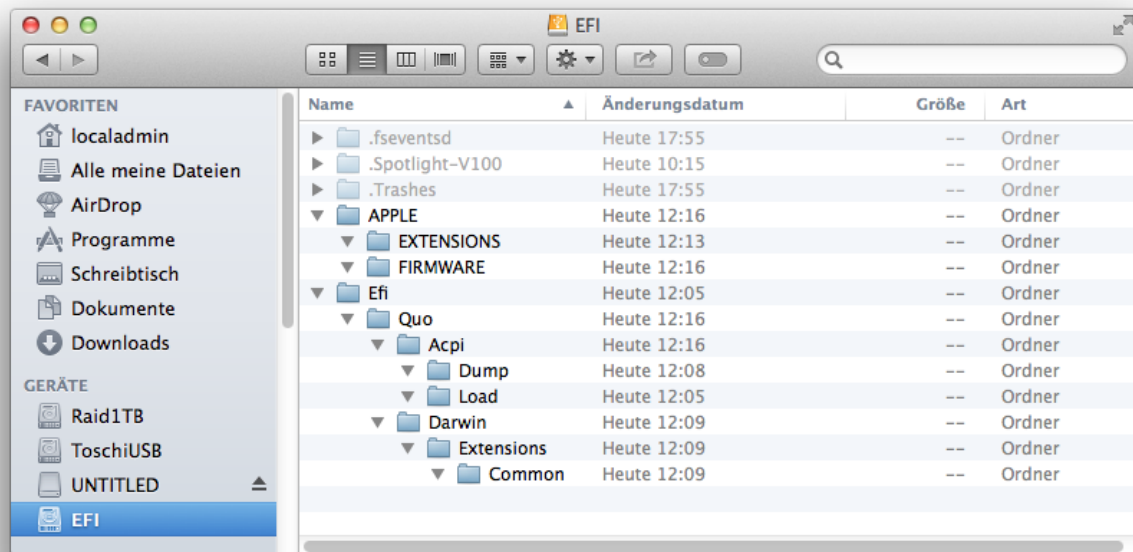 EFI
FAVORITEN
localadmin
Alle meine Dateien
AirDrop
Programme
Schreibtisch
Dokumente
Downloads
GERÄTE
Raid1TB
ToschiUSB
UNTITLED
EFI
Name Änderungsdatum Größe Art
.fseventsd Heute 17:55 -- Ordner
.Spotlight-V100 Heute 10:15 -- Ordner
.Trashes Heute 17:55 -- Ordner
APPLE Heute 12:16 -- Ordner
EXTENSIONS Heute 12:13 -- Ordner
FIRMWARE Heute 12:16 -- Ordner
Efi Heute 12:05 -- Ordner
Quo Heute 12:16 -- Ordner
Acpi Heute 12:16 -- Ordner
Dump Heute 12:08 -- Ordner
Load Heute 12:05 -- Ordner
Darwin Heute 12:09 -- Ordner
Extensions Heute 12:09 -- Ordner
Common Heute 12:09 -- Ordner